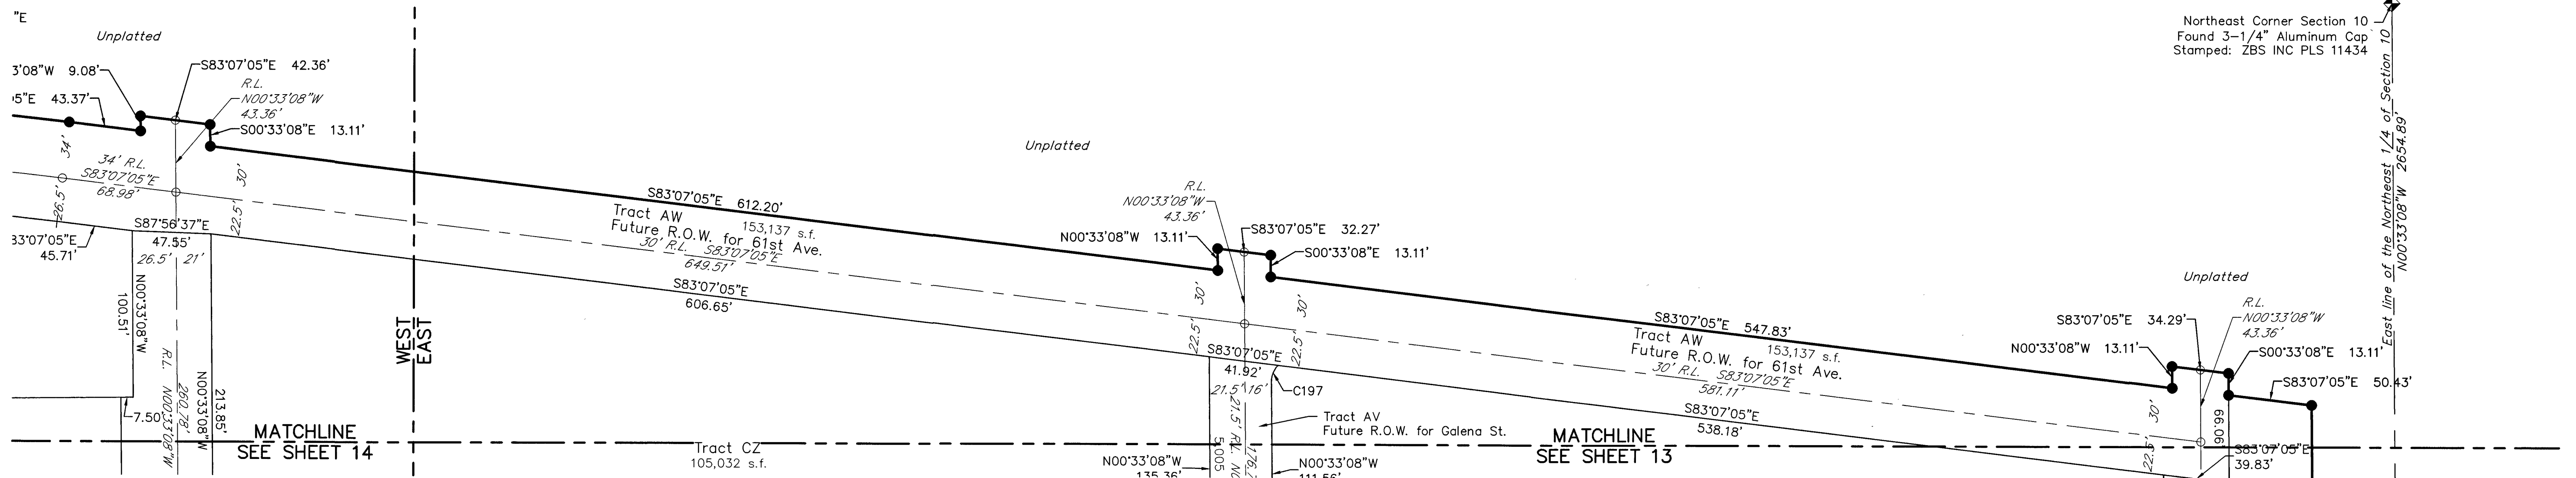 "E
Unplatted
3'08"W 9.08'
S83°07'05"E 42.36'
R.L.
N00°33'08"W
43.36'
5"E 43.37'
S00°33'08"E 13.11'
34'
34' R.L.
S83°07'05"E
68.98'
30'
26.5'
22.5'
S87°56'37"E
47.55'
83°07'05"E
45.71'
26.5' 21'
N00°33'08"W
100.51'
7.50'
R.L. N00°33'08"W
260.78'
N00°33'08"W
213.85'
MATCHLINE
SEE SHEET 14
WEST
EAST
S83°07'05"E 612.20'
Tract AW
153,137 s.f.
Future R.O.W. for 61st Ave.
30' R.L. S83°07'05"E
649.51'
S83°07'05"E
606.65'
Tract CZ
105,032 s.f.
Unplatted
R.L.
N00°33'08"W
43.36'
N00°33'08"W 13.11'
S83°07'05"E 32.27'
S00°33'08"E 13.11'
30'
30'
22.5'
22.5'
S83°07'05"E
41.92'
21.5' 16'
C197
Tract AV
Future R.O.W. for Galena St.
N00°33'08"W
135.36'
N00°33'08"W
111.56'
S83°07'05"E 547.83'
Tract AW
153,137 s.f.
Future R.O.W. for 61st Ave.
30' R.L. S83°07'05"E
581.11'
S83°07'05"E
538.18'
MATCHLINE
SEE SHEET 13
Northeast Corner Section 10
Found 3-1/4" Aluminum Cap
Stamped: ZBS INC PLS 11434
East line of the Northeast 1/4 of Section 10
N00°33'08"W 2654.89'
Unplatted
R.L.
N00°33'08"W
43.36'
S83°07'05"E 34.29'
N00°33'08"W 13.11'
S00°33'08"E 13.11'
S83°07'05"E 50.43'
30'
66.06'
22.5'
S83°07'05"E
39.83'